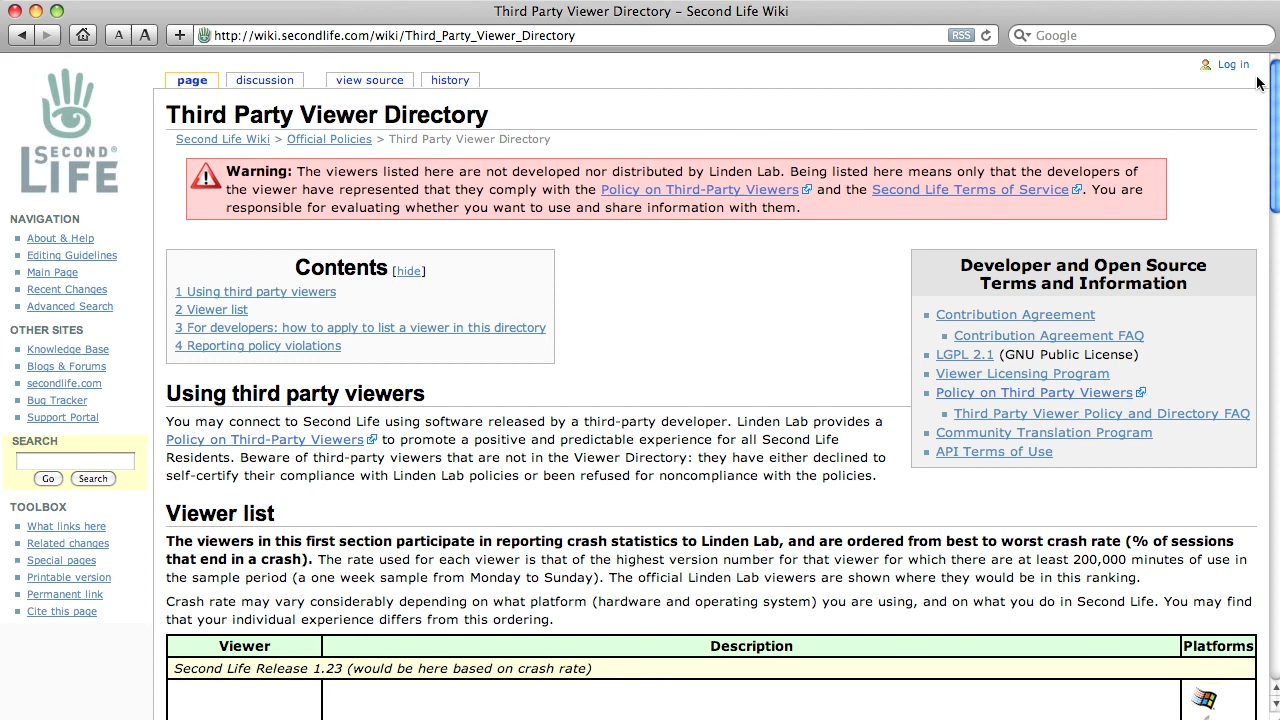 Third Party Viewer Directory – Second Life Wiki
A A + http://wiki.secondlife.com/wiki/Third_Party_Viewer_Directory RSS Google
Log in
page discussion view source history
SECOND®
LIFE
NAVIGATION
About & Help
Editing Guidelines
Main Page
Recent Changes
Advanced Search
OTHER SITES
Knowledge Base
Blogs & Forums
secondlife.com
Bug Tracker
Support Portal
SEARCH
Go Search
TOOLBOX
What links here
Related changes
Special pages
Printable version
Permanent link
Cite this page
Third Party Viewer Directory
Second Life Wiki > Official Policies > Third Party Viewer Directory
Warning: The viewers listed here are not developed nor distributed by Linden Lab. Being listed here means only that the developers of
the viewer have represented that they comply with the Policy on Third-Party Viewers and the Second Life Terms of Service. You are
responsible for evaluating whether you want to use and share information with them.
Contents [hide]
1 Using third party viewers
2 Viewer list
3 For developers: how to apply to list a viewer in this directory
4 Reporting policy violations
Developer and Open Source
Terms and Information
Contribution Agreement
Contribution Agreement FAQ
LGPL 2.1 (GNU Public License)
Viewer Licensing Program
Policy on Third Party Viewers
Third Party Viewer Policy and Directory FAQ
Community Translation Program
API Terms of Use
Using third party viewers
You may connect to Second Life using software released by a third-party developer. Linden Lab provides a
Policy on Third-Party Viewers to promote a positive and predictable experience for all Second Life
Residents. Beware of third-party viewers that are not in the Viewer Directory: they have either declined to
self-certify their compliance with Linden Lab policies or been refused for noncompliance with the policies.
Viewer list
The viewers in this first section participate in reporting crash statistics to Linden Lab, and are ordered from best to worst crash rate (% of sessions
that end in a crash). The rate used for each viewer is that of the highest version number for that viewer for which there are at least 200,000 minutes of use in
the sample period (a one week sample from Monday to Sunday). The official Linden Lab viewers are shown where they would be in this ranking.
Crash rate may vary considerably depending on what platform (hardware and operating system) you are using, and on what you do in Second Life. You may find
that your individual experience differs from this ordering.
Viewer Description Platforms
Second Life Release 1.23 (would be here based on crash rate)